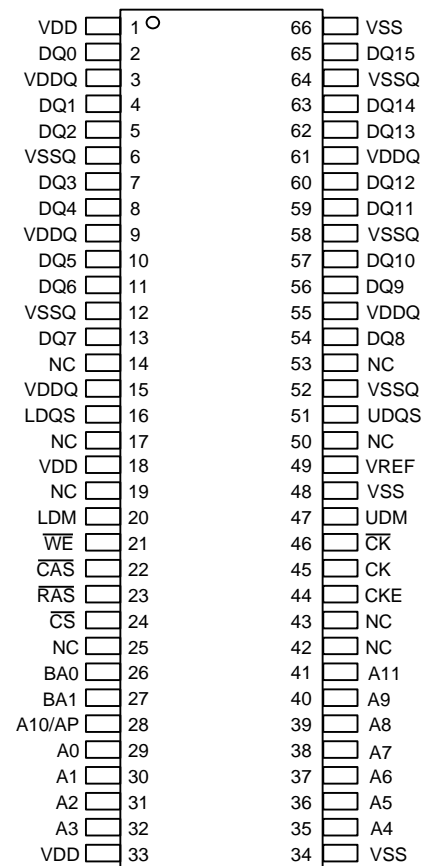 VDD 1 66 VSS
DQ0 2 65 DQ15
VDDQ 3 64 VSSQ
DQ1 4 63 DQ14
DQ2 5 62 DQ13
VSSQ 6 61 VDDQ
DQ3 7 60 DQ12
DQ4 8 59 DQ11
VDDQ 9 58 VSSQ
DQ5 10 57 DQ10
DQ6 11 56 DQ9
VSSQ 12 55 VDDQ
DQ7 13 54 DQ8
NC 14 53 NC
VDDQ 15 52 VSSQ
LDQS 16 51 UDQS
NC 17 50 NC
VDD 18 49 VREF
NC 19 48 VSS
LDM 20 47 UDM
W̅E̅ 21 46 C̅K̅
C̅A̅S̅ 22 45 CK
R̅A̅S̅ 23 44 CKE
C̅S̅ 24 43 NC
NC 25 42 NC
BA0 26 41 A11
BA1 27 40 A9
A10/AP 28 39 A8
A0 29 38 A7
A1 30 37 A6
A2 31 36 A5
A3 32 35 A4
VDD 33 34 VSS